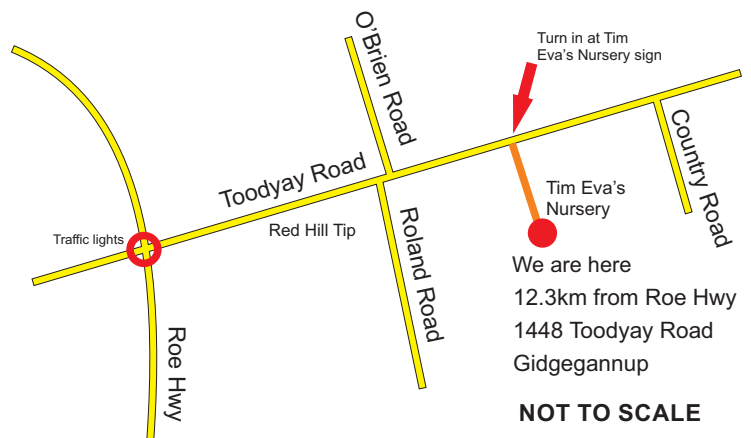 Turn in at Tim
Eva's Nursery sign
O'Brien Road
Toodyay Road
Country Road
Traffic lights
Red Hill Tip
Roland Road
Tim Eva's
Nursery
Roe Hwy
We are here
12.3km from Roe Hwy
1448 Toodyay Road
Gidgegannup
NOT TO SCALE